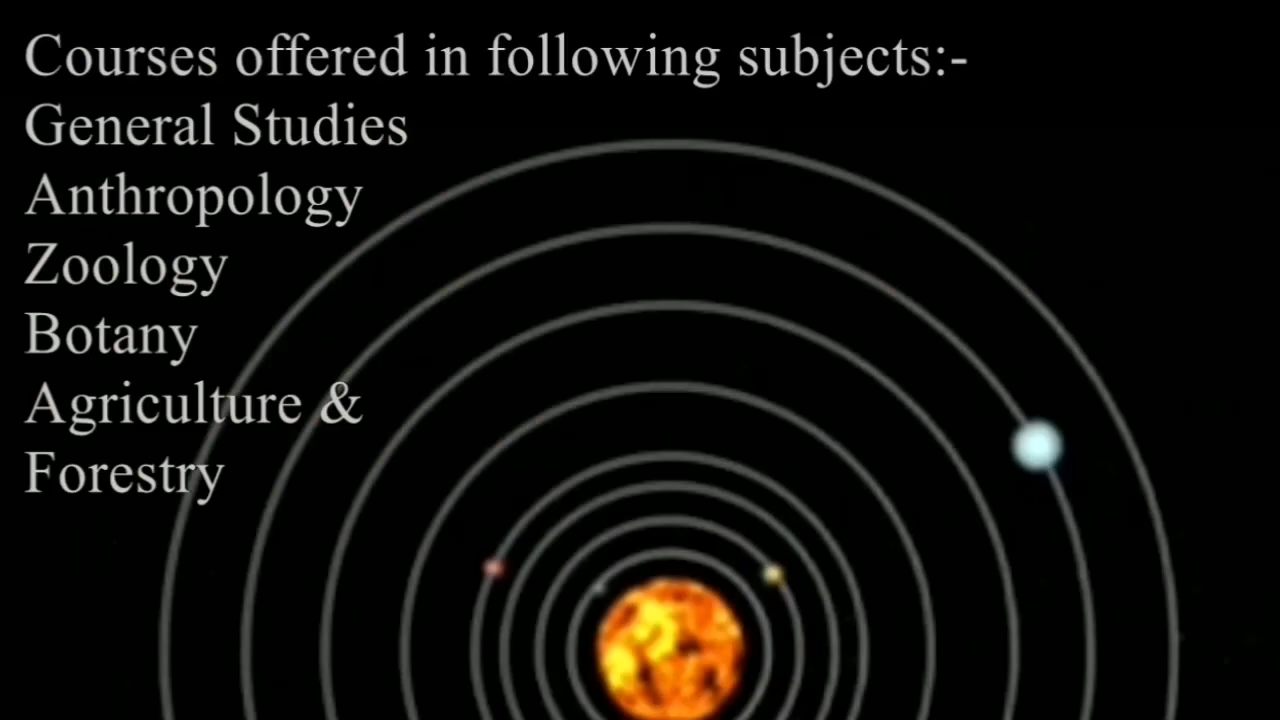 Courses offered in following subjects:-
General Studies
Anthropology
Zoology
Botany
Agriculture &
Forestry